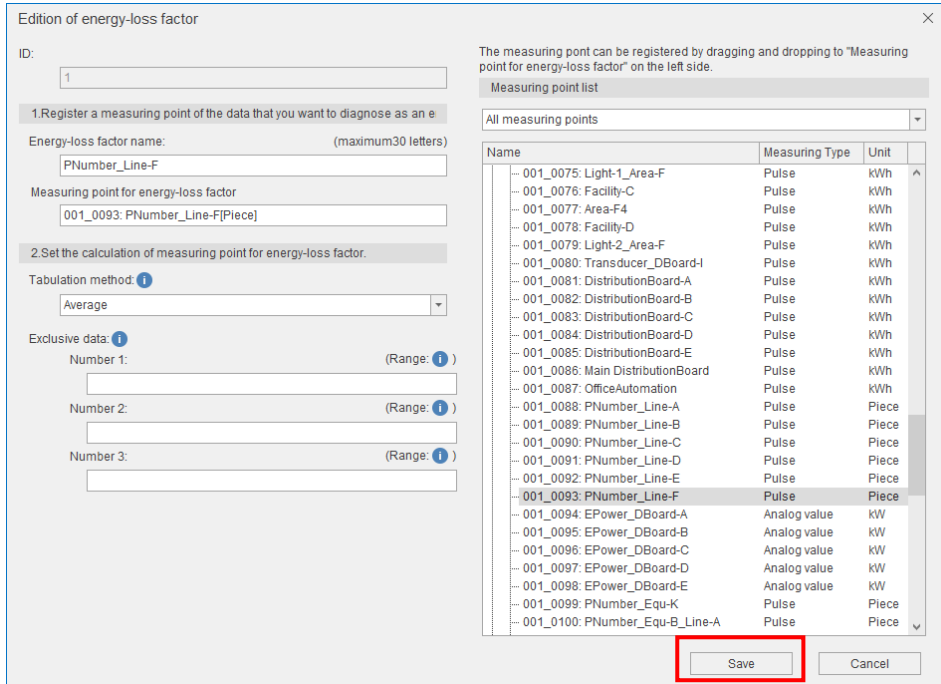 Edition of energy-loss factor
ID:
1
1.Register a measuring point of the data that you want to diagnose as an e
Energy-loss factor name:
(maximum30 letters)
PNumber_Line-F
Measuring point for energy-loss factor
001_0093: PNumber_Line-F[Piece]
2.Set the calculation of measuring point for energy-loss factor.
Tabulation method: i
Average
Exclusive data: i
Number 1: (Range: i )
Number 2: (Range: i )
Number 3: (Range: i )
The measuring pont can be registered by dragging and dropping to "Measuring
point for energy-loss factor" on the left side.
Measuring point list
All measuring points
Name Measuring Type Unit
001_0075: Light-1_Area-F Pulse kWh
001_0076: Facility-C Pulse kWh
001_0077: Area-F4 Pulse kWh
001_0078: Facility-D Pulse kWh
001_0079: Light-2_Area-F Pulse kWh
001_0080: Transducer_DBoard-I Pulse kWh
001_0081: DistributionBoard-A Pulse kWh
001_0082: DistributionBoard-B Pulse kWh
001_0083: DistributionBoard-C Pulse kWh
001_0084: DistributionBoard-D Pulse kWh
001_0085: DistributionBoard-E Pulse kWh
001_0086: Main DistributionBoard Pulse kWh
001_0087: OfficeAutomation Pulse kWh
001_0088: PNumber_Line-A Pulse Piece
001_0089: PNumber_Line-B Pulse Piece
001_0090: PNumber_Line-C Pulse Piece
001_0091: PNumber_Line-D Pulse Piece
001_0092: PNumber_Line-E Pulse Piece
001_0093: PNumber_Line-F Pulse Piece
001_0094: EPower_DBoard-A Analog value kW
001_0095: EPower_DBoard-B Analog value kW
001_0096: EPower_DBoard-C Analog value kW
001_0097: EPower_DBoard-D Analog value kW
001_0098: EPower_DBoard-E Analog value kW
001_0099: PNumber_Equ-K Pulse Piece
001_0100: PNumber_Equ-B_Line-A Pulse Piece
Save
Cancel